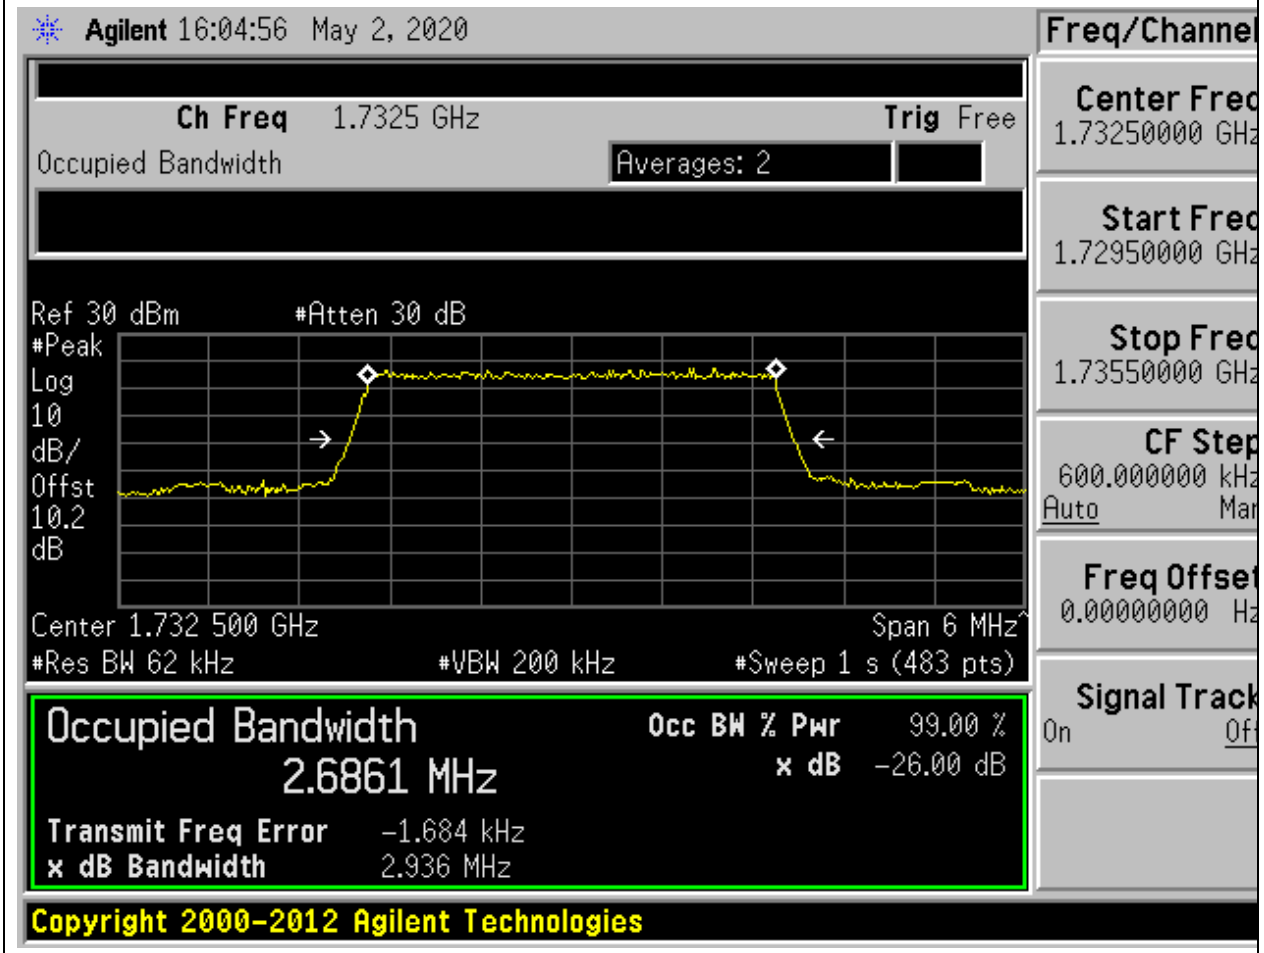 Agilent 16:04:56 May 2, 2020
Freq/Channel
Ch Freq 1.7325 GHz
Trig Free
Occupied Bandwidth
Averages: 2
Center Freq
1.73250000 GHz
Start Freq
1.72950000 GHz
Stop Freq
1.73550000 GHz
CF Step
600.000000 kHz
Auto Man
Freq Offset
0.00000000 Hz
Signal Track
On Off
Ref 30 dBm #Atten 30 dB
#Peak
Log
10
dB/
Offst
10.2
dB
Center 1.732 500 GHz Span 6 MHz^
#Res BW 62 kHz #VBW 200 kHz #Sweep 1 s (483 pts)
Occupied Bandwidth
2.6861 MHz
Occ BW % Pwr 99.00 %
x dB -26.00 dB
Transmit Freq Error -1.684 kHz
x dB Bandwidth 2.936 MHz
Copyright 2000-2012 Agilent Technologies